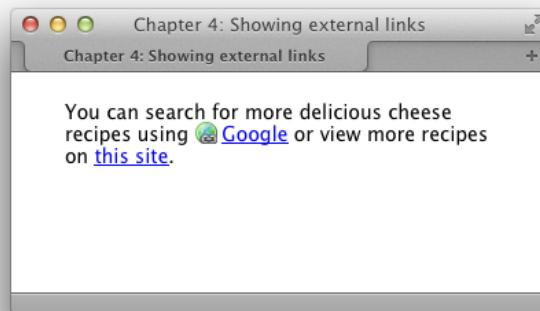 Chapter 4: Showing external links
Chapter 4: Showing external links
You can search for more delicious cheese
recipes using Google or view more recipes
on this site.